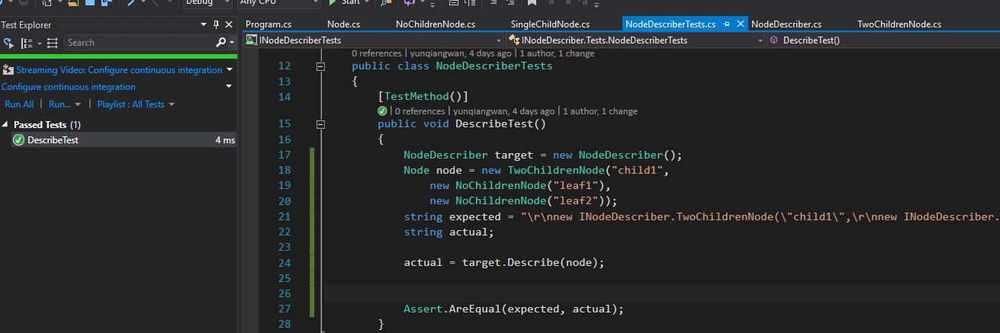 Debug
Any CPU
Start
Test Explorer
Search
Streaming Video: Configure continuous integration
Configure continuous integration
Run All | Run... | Playlist : All Tests
Passed Tests (1)
DescribeTest 4 ms
Program.cs Node.cs NoChildrenNode.cs SingleChildNode.cs NodeDescriberTests.cs NodeDescriber.cs TwoChildrenNode.cs
INodeDescriberTests INodeDescriber.Tests.NodeDescriberTests DescribeTest()
0 references | yunqiangwan, 4 days ago | 1 author, 1 change
12 public class NodeDescriberTests
13 {
14 [TestMethod()]
| 0 references | yunqiangwan, 4 days ago | 1 author, 1 change
15 public void DescribeTest()
16 {
17 NodeDescriber target = new NodeDescriber();
18 Node node = new TwoChildrenNode("child1",
19 new NoChildrenNode("leaf1"),
20 new NoChildrenNode("leaf2"));
21 string expected = "\r\nnew INodeDescriber.TwoChildrenNode(\"child1\",\r\nnew INodeDescriber.
22 string actual;
23
24 actual = target.Describe(node);
25
26
27 Assert.AreEqual(expected, actual);
28 }